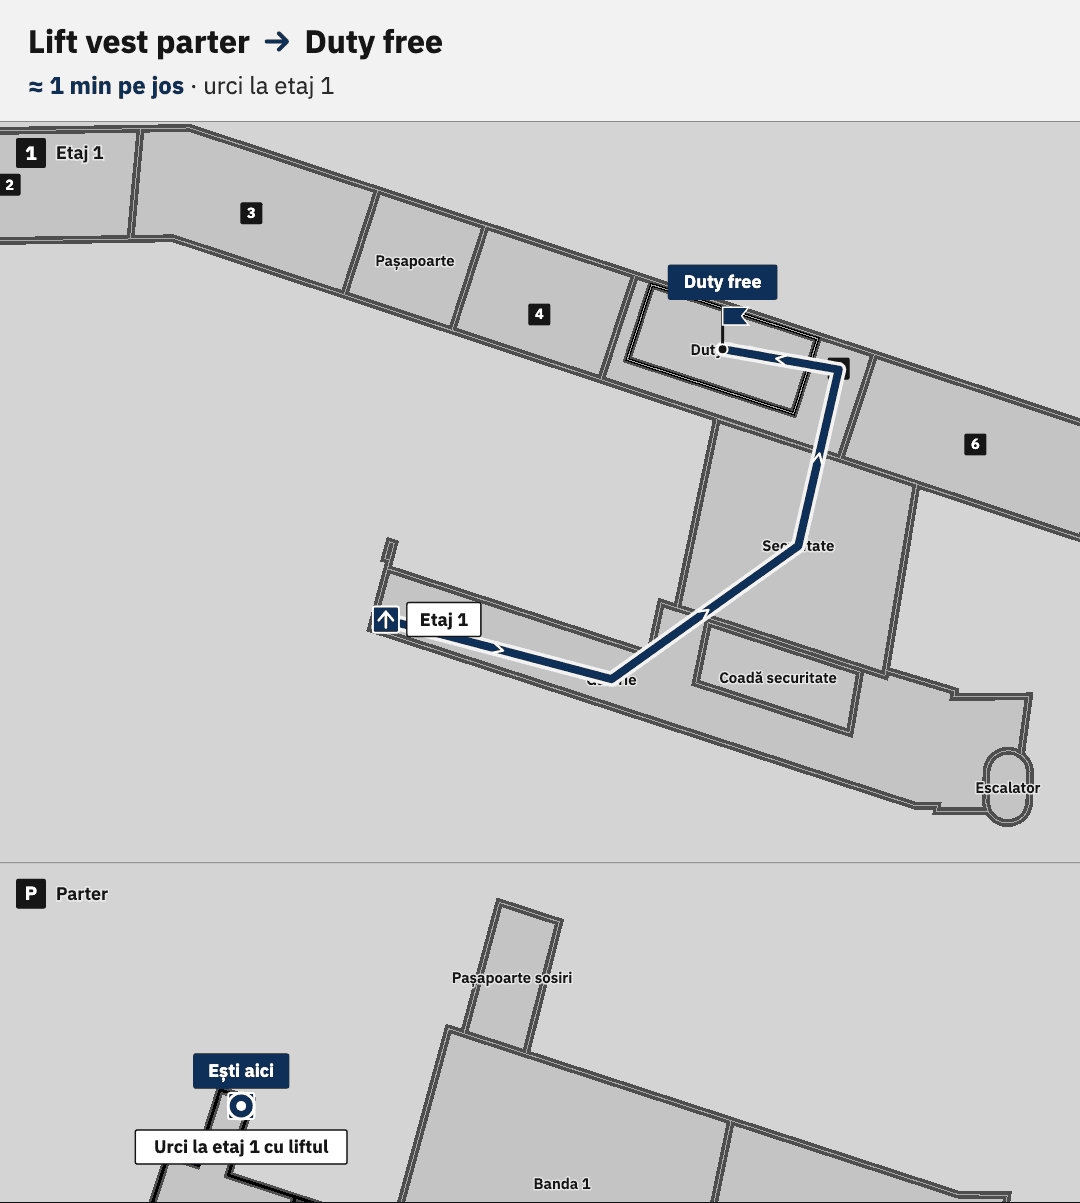 Lift vest parter → Duty free
≈ 1 min pe jos · urci la etaj 1
1 Etaj 1
2
3
Pașapoarte
4
Duty free
6
Securitate
Etaj 1
Coadă securitate
Escalator
P Parter
Pașapoarte sosiri
Ești aici
Urci la etaj 1 cu liftul
Banda 1